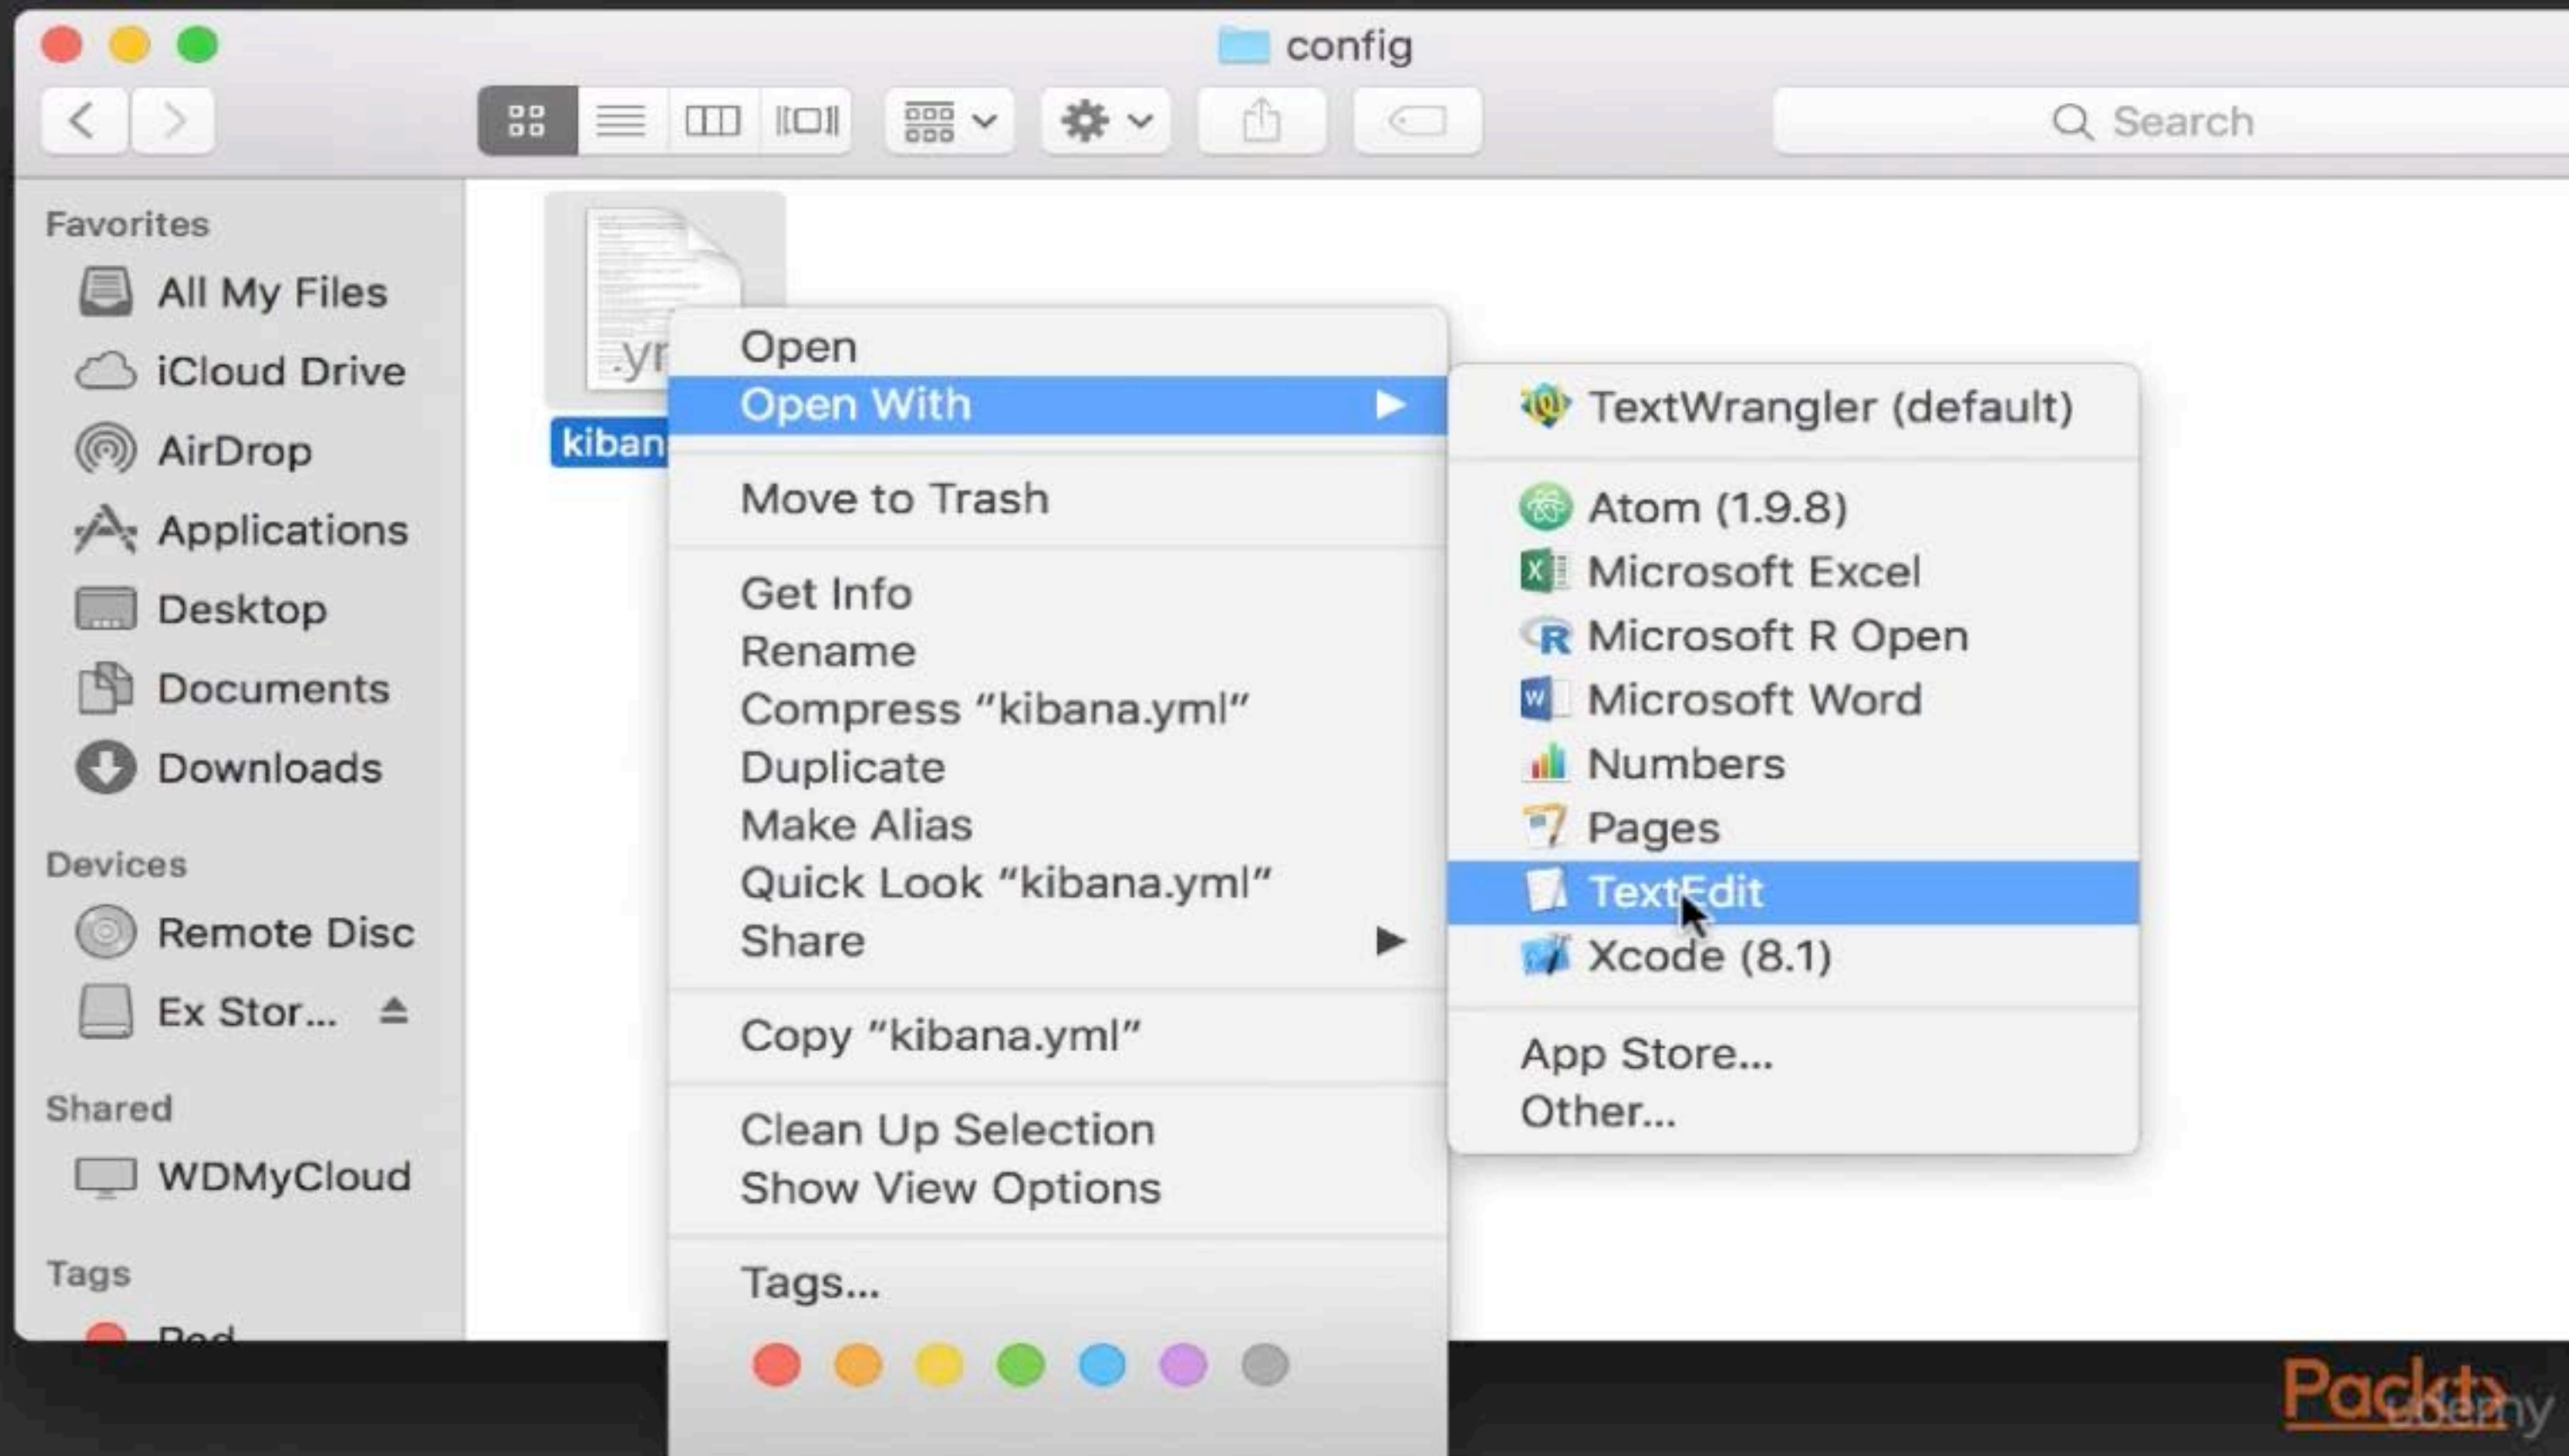 config
Search
Favorites
All My Files
iCloud Drive
AirDrop
Applications
Desktop
Documents
Downloads
Devices
Remote Disc
Ex Stor...
Shared
WDMyCloud
Tags
Red
.yr
kiban
Open
Open With
Move to Trash
Get Info
Rename
Compress “kibana.yml”
Duplicate
Make Alias
Quick Look “kibana.yml”
Share
Copy “kibana.yml”
Clean Up Selection
Show View Options
Tags...
TextWrangler (default)
Atom (1.9.8)
Microsoft Excel
Microsoft R Open
Microsoft Word
Numbers
Pages
TextEdit
Xcode (8.1)
App Store...
Other...
Packt>
udemy